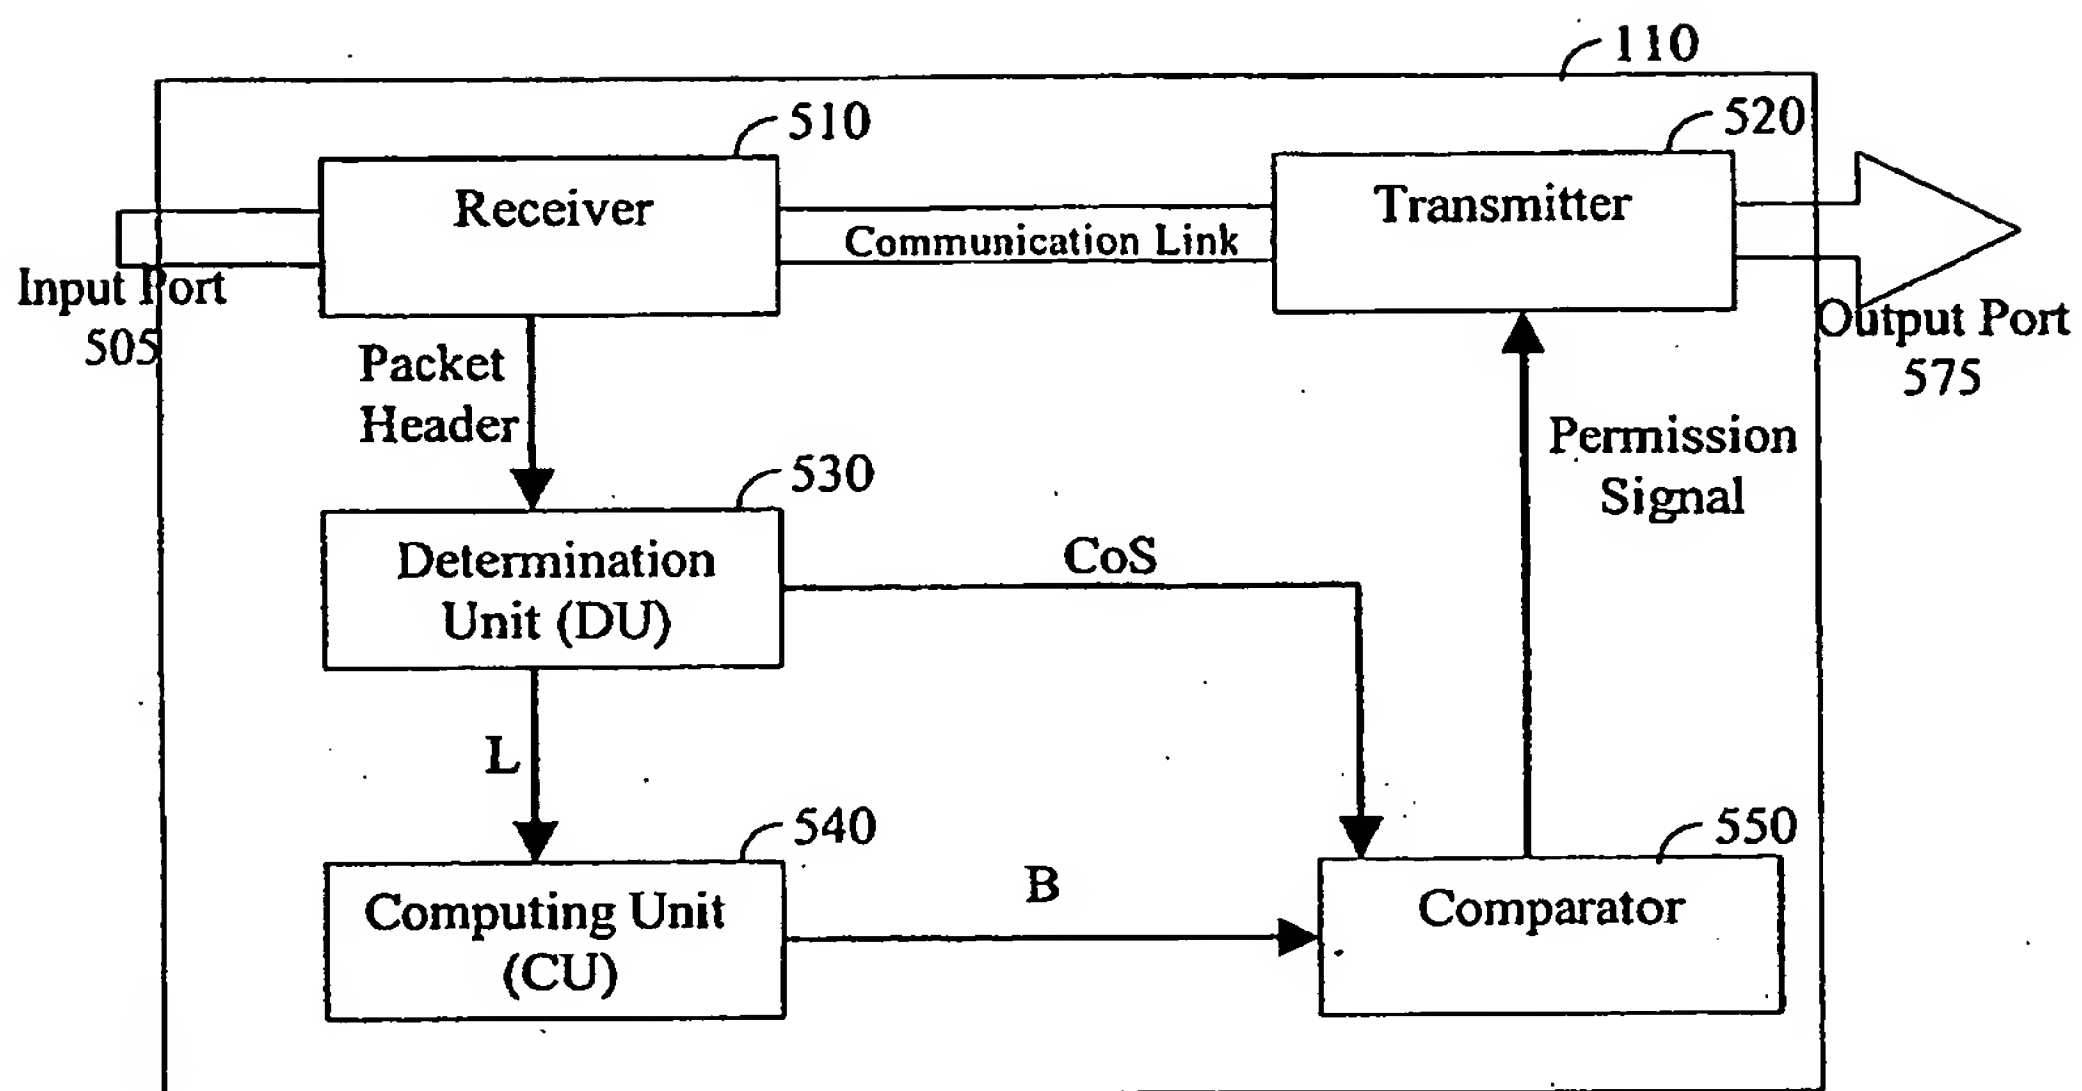 110
510
520
Receiver
Transmitter
Communication Link
Input Port
505
Output Port
575
Packet
Header
Permission
Signal
530
Determination
Unit (DU)
CoS
L
540
550
Computing Unit
(CU)
B
Comparator